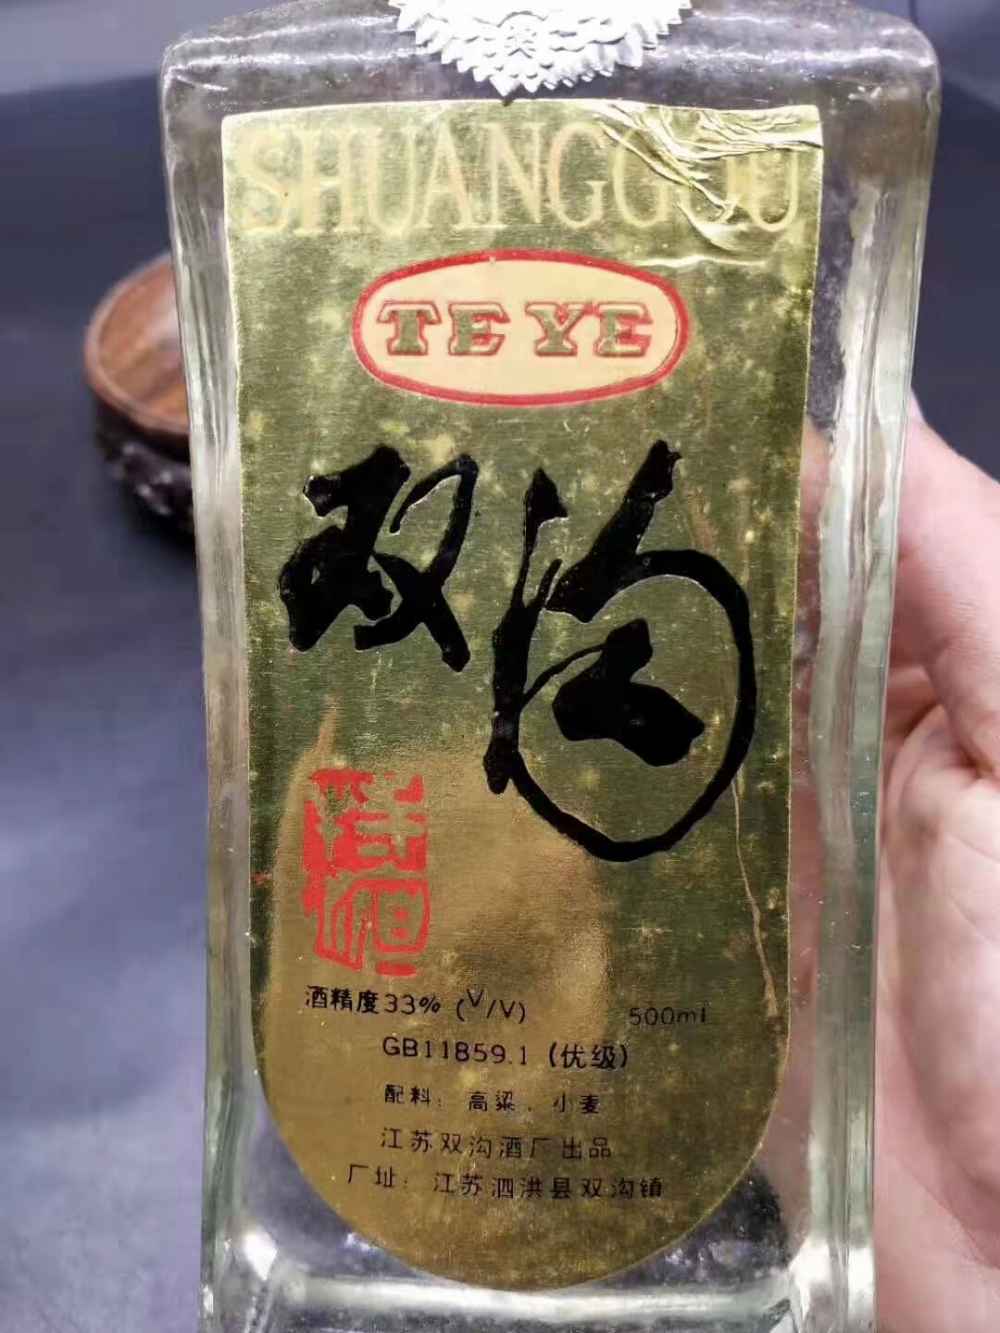 SHUANGGOU
TE YE
双沟
特酒
酒精度33% (V/V) 500ml
GB11859.1 (优级)
配料：高粱、小麦
江苏双沟酒厂出品
厂址：江苏泗洪县双沟镇